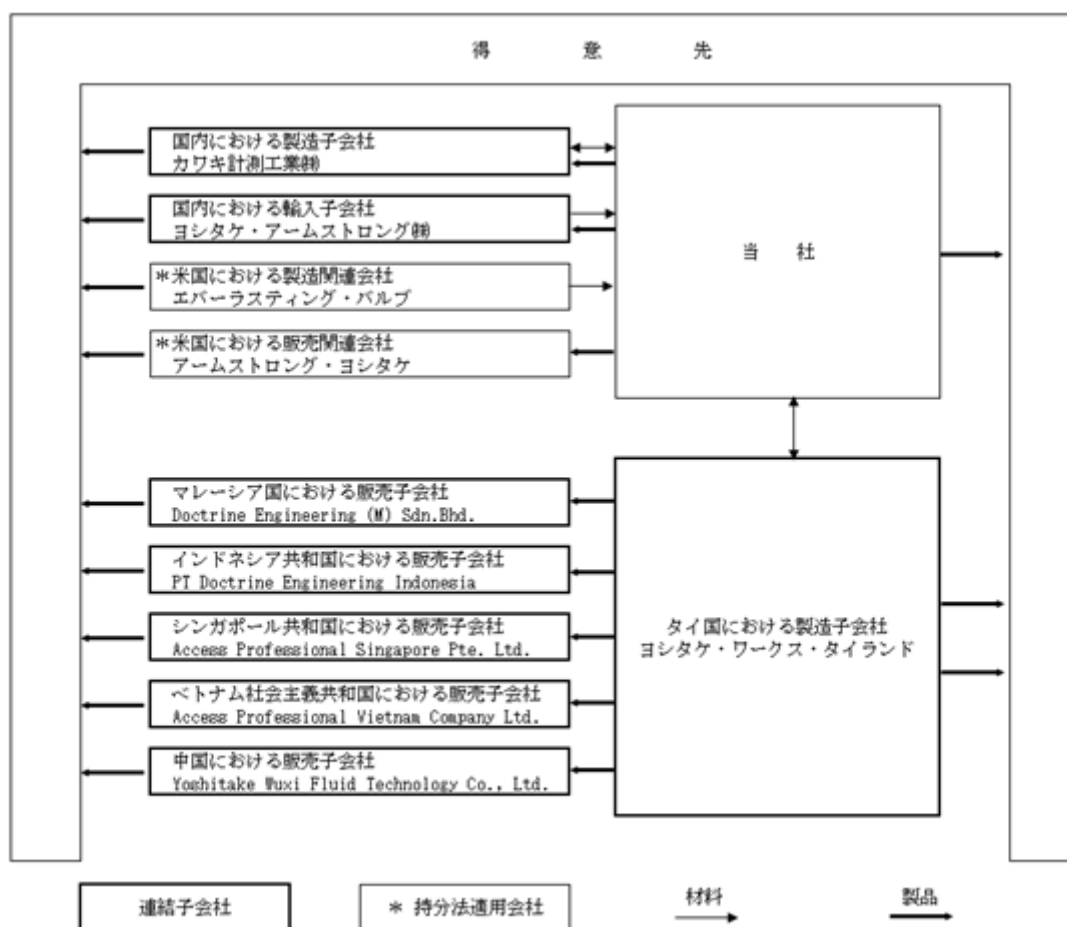 得意先
国内における製造子会社
カワキ計測工業㈱
国内における輸入子会社
ヨシタケ・アームストロング㈱
＊米国における製造関連会社
エバーラスティング・バルブ
＊米国における販売関連会社
アームストロング・ヨシタケ
当社
マレーシア国における販売子会社
Doctrine Engineering (M) Sdn.Bhd.
インドネシア共和国における販売子会社
PT Doctrine Engineering Indonesia
シンガポール共和国における販売子会社
Access Professional Singapore Pte. Ltd.
ベトナム社会主義共和国における販売子会社
Access Professional Vietnam Company Ltd.
中国における販売子会社
Yoshitake Wuxi Fluid Technology Co., Ltd.
タイ国における製造子会社
ヨシタケ・ワークス・タイランド
連結子会社
＊ 持分法適用会社
材料
製品